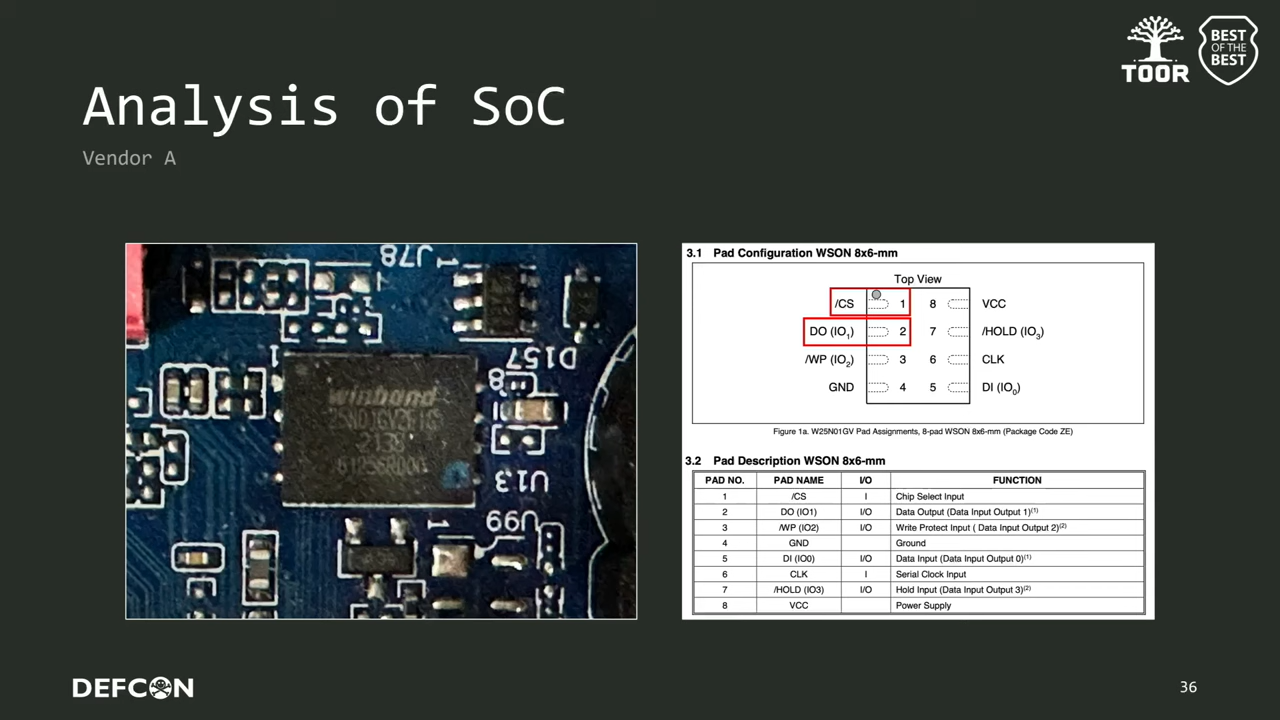 TOOR
BEST
OF THE
BEST
Analysis of SoC
Vendor A
J78
1
D157
1
8
winbond
25N01GV
U13
1
U99
3.1 Pad Configuration WSON 8x6-mm
Top View
/CS 1 8 VCC
DO (IO1) 2 7 /HOLD (IO3)
/WP (IO2) 3 6 CLK
GND 4 5 DI (IO0)
Figure 1a. W25N01GV Pad Assignments, 8-pad WSON 8x6-mm (Package Code ZE)
3.2 Pad Description WSON 8x6-mm
PAD NO. PAD NAME I/O FUNCTION
1 /CS I Chip Select Input
2 DO (IO1) I/O Data Output (Data Input Output 1)(1)
3 /WP (IO2) I/O Write Protect Input ( Data Input Output 2)(2)
4 GND Ground
5 DI (IO0) I/O Data Input (Data Input Output 0)(1)
6 CLK I Serial Clock Input
7 /HOLD (IO3) I/O Hold Input (Data Input Output 3)(2)
8 VCC Power Supply
DEFCON
36